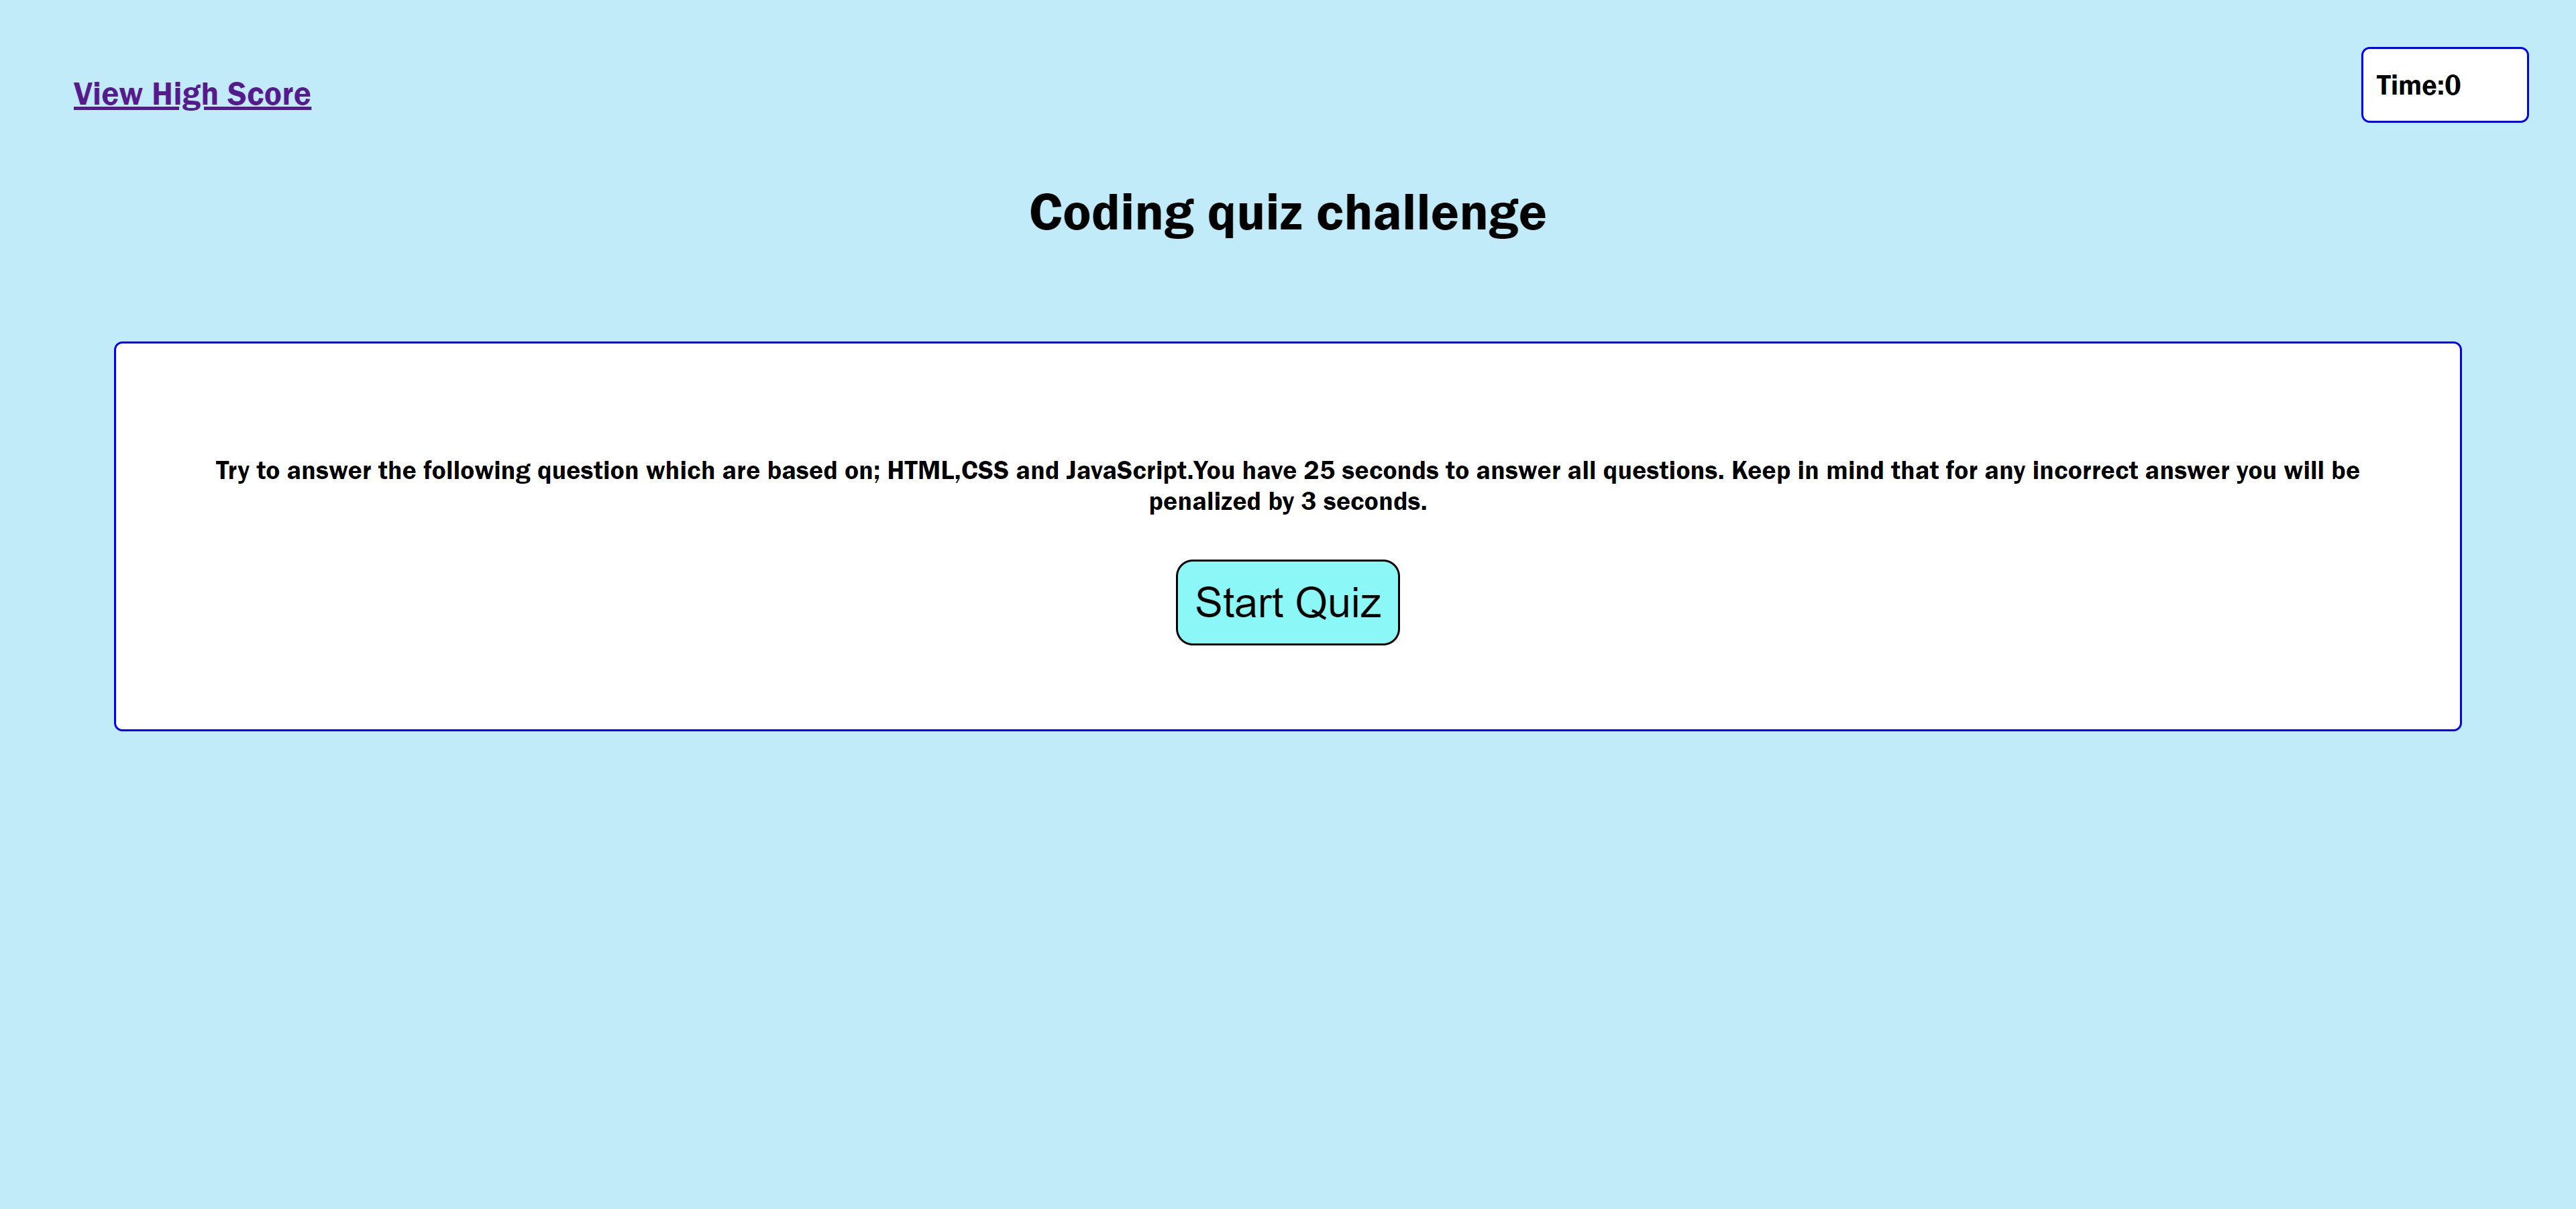 View High Score
Time:0
Coding quiz challenge
Try to answer the following question which are based on; HTML,CSS and JavaScript.You have 25 seconds to answer all questions. Keep in mind that for any incorrect answer you will be
penalized by 3 seconds.
Start Quiz